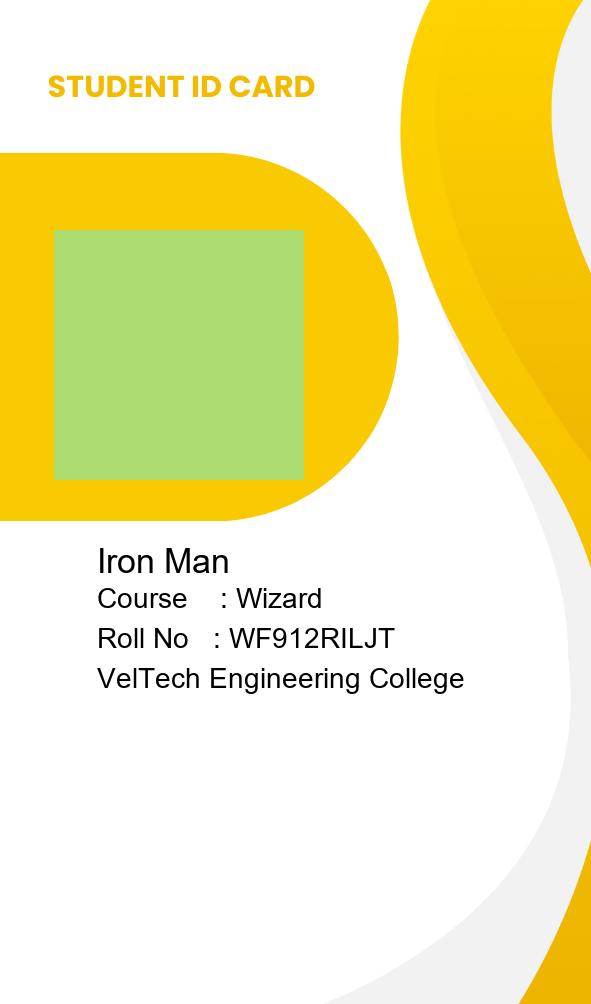 STUDENT ID CARD
Iron Man
Course : Wizard
Roll No : WF912RILJT
VelTech Engineering College